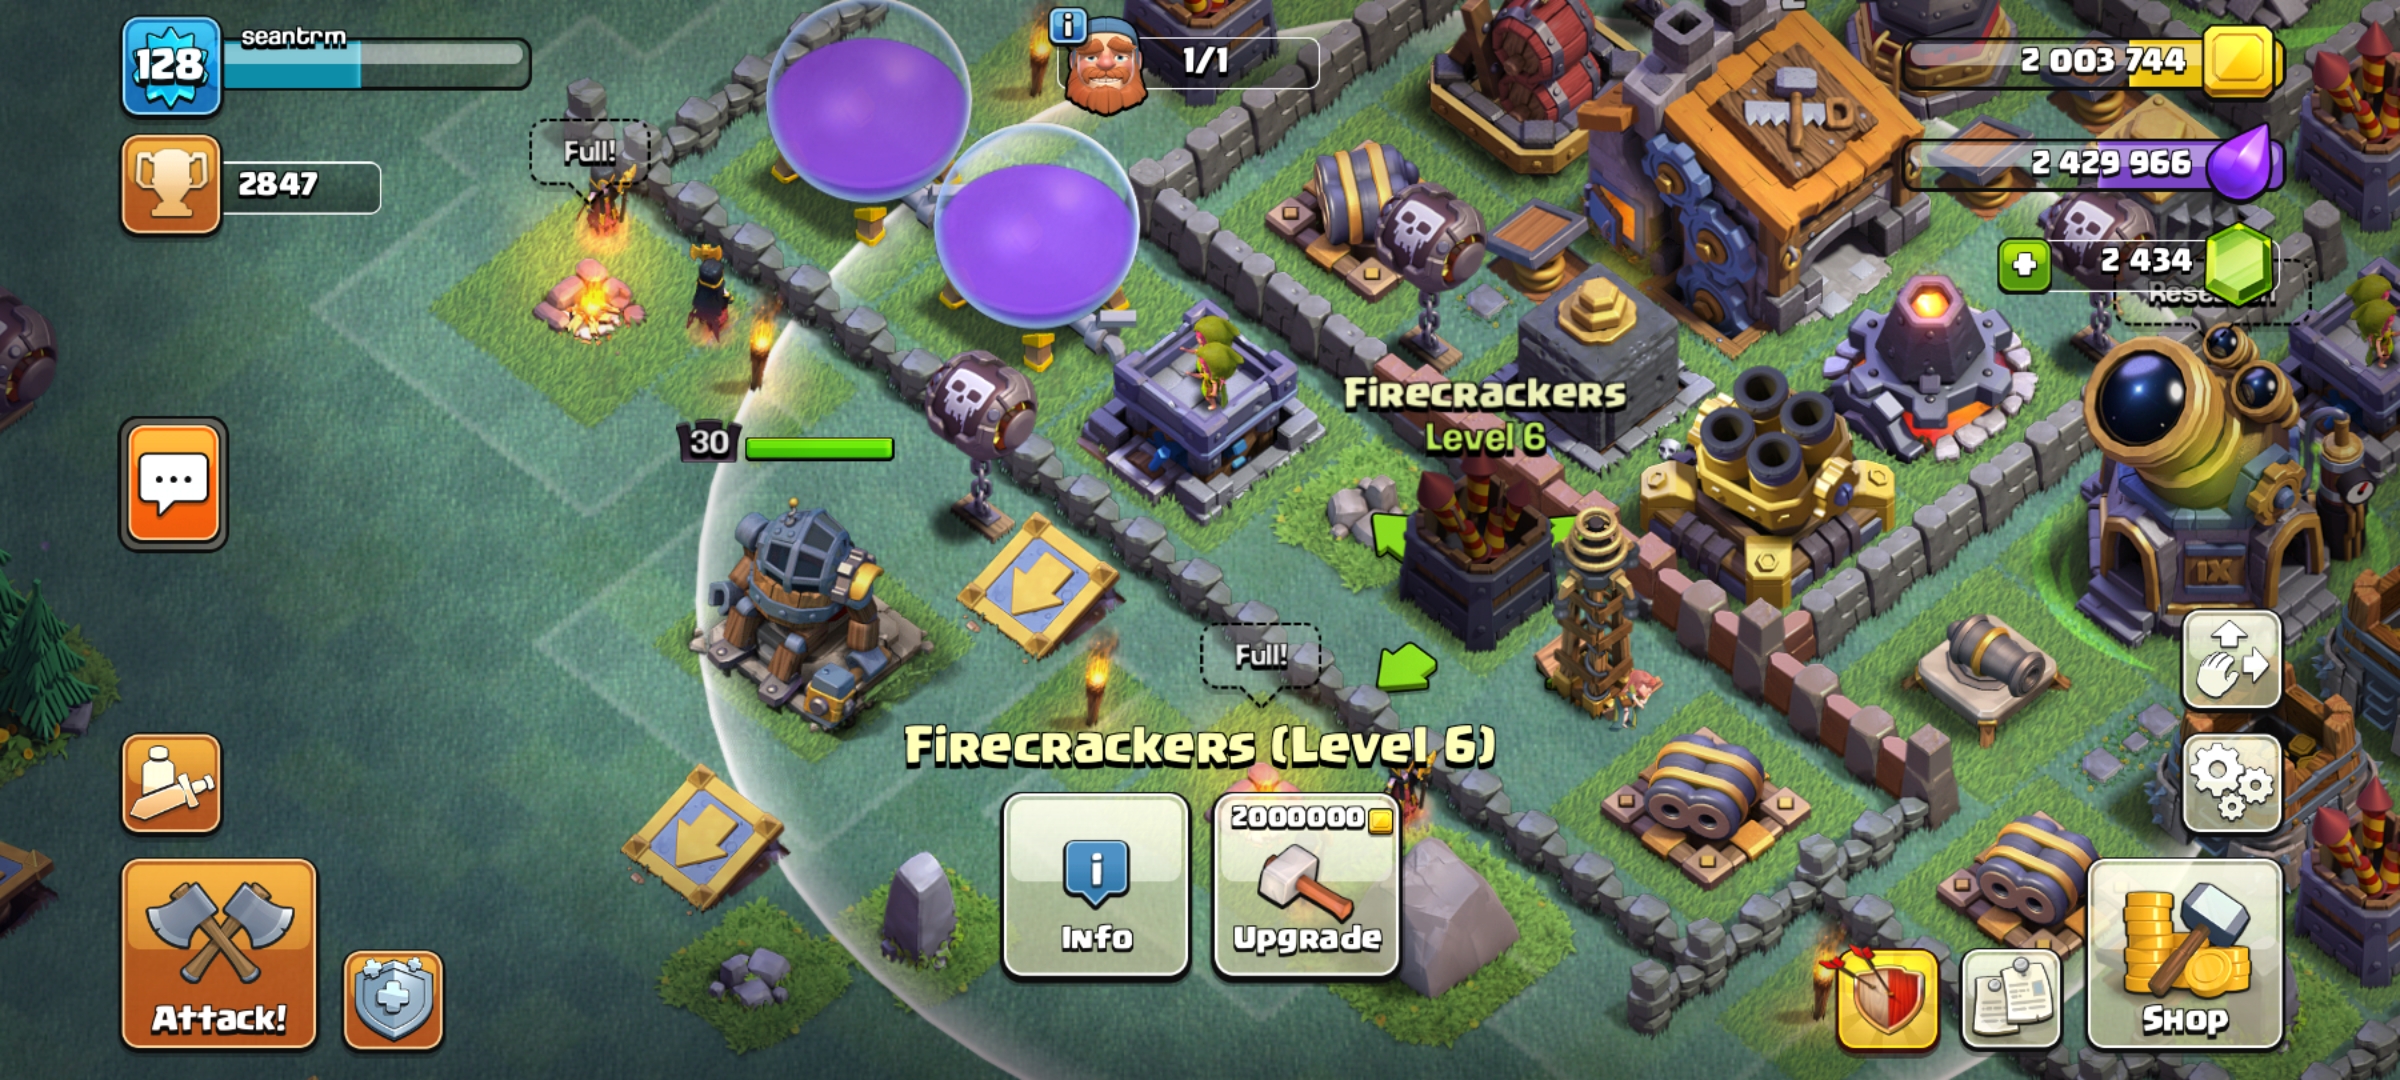 128
seantrm
1/1
2 003 744
2847
Full!
2 429 966
2 434
Firecrackers
Level 6
30
IX
Full!
Firecrackers (Level 6)
2000000
Info
Upgrade
Attack!
Shop